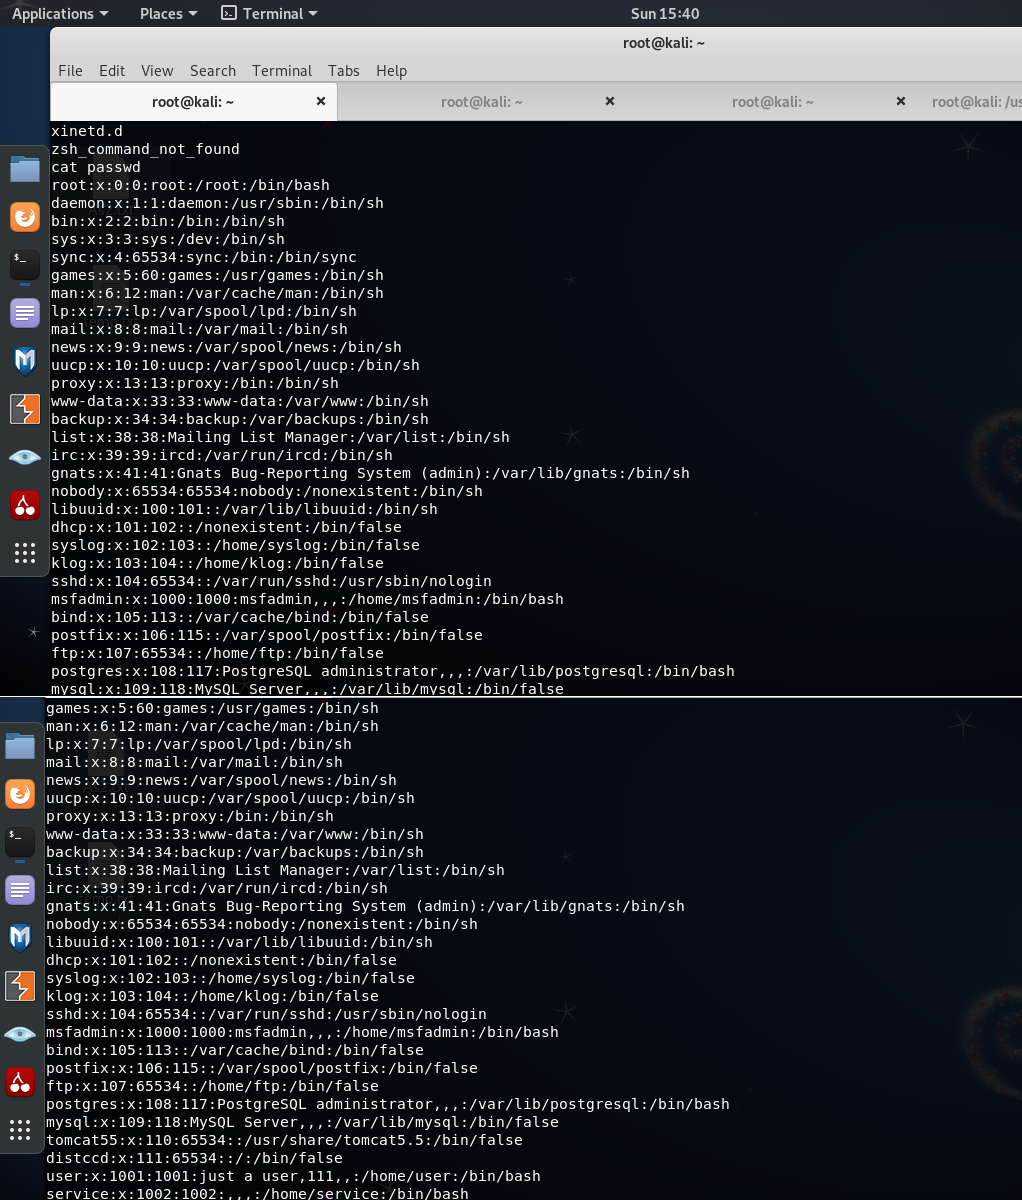 Applications Places Terminal Sun 15:40
root@kali: ~
File Edit View Search Terminal Tabs Help
root@kali: ~ × root@kali: ~ × root@kali: ~ × root@kali: /us
xinetd.d
zsh_command_not_found
cat passwd
root:x:0:0:root:/root:/bin/bash
daemon:x:1:1:daemon:/usr/sbin:/bin/sh
bin:x:2:2:bin:/bin:/bin/sh
sys:x:3:3:sys:/dev:/bin/sh
sync:x:4:65534:sync:/bin:/bin/sync
games:x:5:60:games:/usr/games:/bin/sh
man:x:6:12:man:/var/cache/man:/bin/sh
lp:x:7:7:lp:/var/spool/lpd:/bin/sh
mail:x:8:8:mail:/var/mail:/bin/sh
news:x:9:9:news:/var/spool/news:/bin/sh
uucp:x:10:10:uucp:/var/spool/uucp:/bin/sh
proxy:x:13:13:proxy:/bin:/bin/sh
www-data:x:33:33:www-data:/var/www:/bin/sh
backup:x:34:34:backup:/var/backups:/bin/sh
list:x:38:38:Mailing List Manager:/var/list:/bin/sh
irc:x:39:39:ircd:/var/run/ircd:/bin/sh
gnats:x:41:41:Gnats Bug-Reporting System (admin):/var/lib/gnats:/bin/sh
nobody:x:65534:65534:nobody:/nonexistent:/bin/sh
libuuid:x:100:101::/var/lib/libuuid:/bin/sh
dhcp:x:101:102::/nonexistent:/bin/false
syslog:x:102:103::/home/syslog:/bin/false
klog:x:103:104::/home/klog:/bin/false
sshd:x:104:65534::/var/run/sshd:/usr/sbin/nologin
msfadmin:x:1000:1000:msfadmin,,,:/home/msfadmin:/bin/bash
bind:x:105:113::/var/cache/bind:/bin/false
postfix:x:106:115::/var/spool/postfix:/bin/false
ftp:x:107:65534::/home/ftp:/bin/false
postgres:x:108:117:PostgreSQL administrator,,,:/var/lib/postgresql:/bin/bash
mysql:x:109:118:MySQL Server,,,:/var/lib/mysql:/bin/false
games:x:5:60:games:/usr/games:/bin/sh
man:x:6:12:man:/var/cache/man:/bin/sh
lp:x:7:7:lp:/var/spool/lpd:/bin/sh
mail:x:8:8:mail:/var/mail:/bin/sh
news:x:9:9:news:/var/spool/news:/bin/sh
uucp:x:10:10:uucp:/var/spool/uucp:/bin/sh
proxy:x:13:13:proxy:/bin:/bin/sh
www-data:x:33:33:www-data:/var/www:/bin/sh
backup:x:34:34:backup:/var/backups:/bin/sh
list:x:38:38:Mailing List Manager:/var/list:/bin/sh
irc:x:39:39:ircd:/var/run/ircd:/bin/sh
gnats:x:41:41:Gnats Bug-Reporting System (admin):/var/lib/gnats:/bin/sh
nobody:x:65534:65534:nobody:/nonexistent:/bin/sh
libuuid:x:100:101::/var/lib/libuuid:/bin/sh
dhcp:x:101:102::/nonexistent:/bin/false
syslog:x:102:103::/home/syslog:/bin/false
klog:x:103:104::/home/klog:/bin/false
sshd:x:104:65534::/var/run/sshd:/usr/sbin/nologin
msfadmin:x:1000:1000:msfadmin,,,:/home/msfadmin:/bin/bash
bind:x:105:113::/var/cache/bind:/bin/false
postfix:x:106:115::/var/spool/postfix:/bin/false
ftp:x:107:65534::/home/ftp:/bin/false
postgres:x:108:117:PostgreSQL administrator,,,:/var/lib/postgresql:/bin/bash
mysql:x:109:118:MySQL Server,,,:/var/lib/mysql:/bin/false
tomcat55:x:110:65534::/usr/share/tomcat5.5:/bin/false
distccd:x:111:65534::/:/bin/false
user:x:1001:1001:just a user,111,,:/home/user:/bin/bash
service:x:1002:1002:,,,:/home/service:/bin/bash